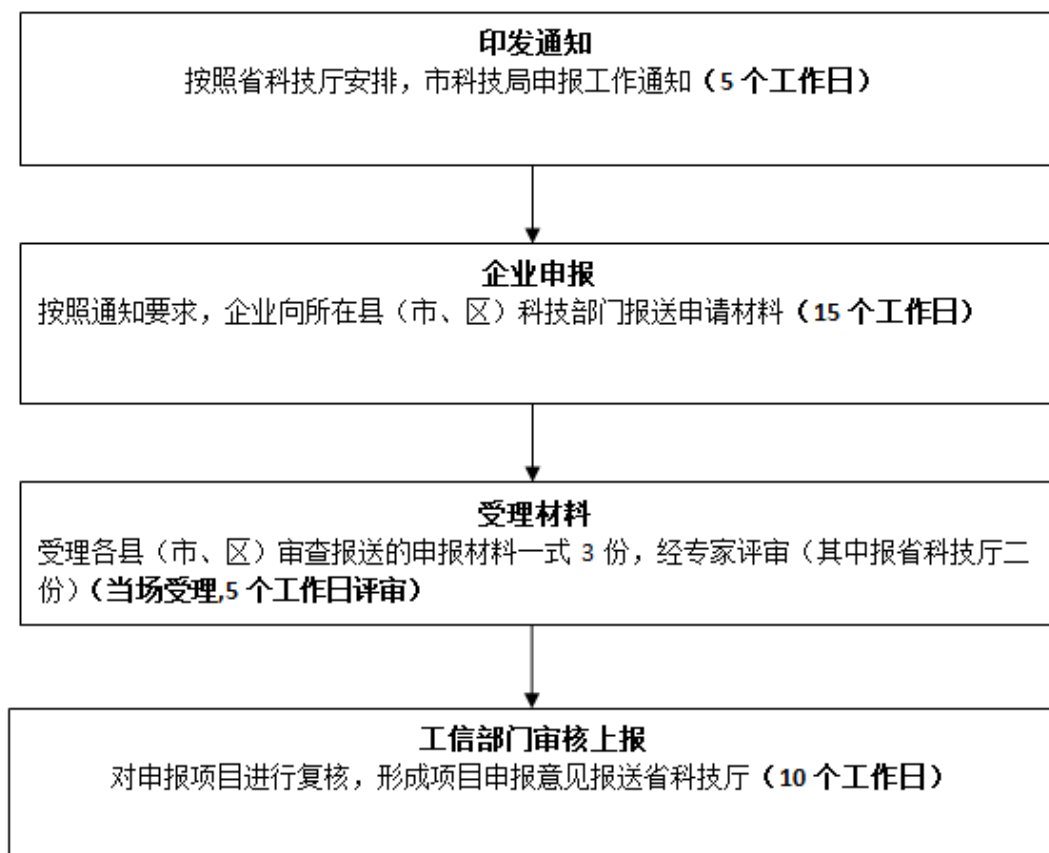 印发通知
按照省科技厅安排，市科技局申报工作通知（5 个工作日）
企业申报
按照通知要求，企业向所在县（市、区）科技部门报送申请材料（15 个工作日）
受理材料
受理各县（市、区）审查报送的申报材料一式 3 份，经专家评审（其中报省科技厅二
份）（当场受理,5 个工作日评审）
工信部门审核上报
对申报项目进行复核，形成项目申报意见报送省科技厅（10 个工作日）